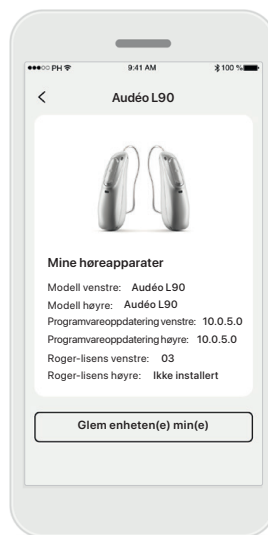 PH 9:41 AM 100 %
Audéo L90
Mine høreapparater
Modell venstre: Audéo L90
Modell høyre: Audéo L90
Programvareoppdatering venstre: 10.0.5.0
Programvareoppdatering høyre: 10.0.5.0
Roger-lisens venstre: 03
Roger-lisens høyre: Ikke installert
Glem enheten(e) min(e)